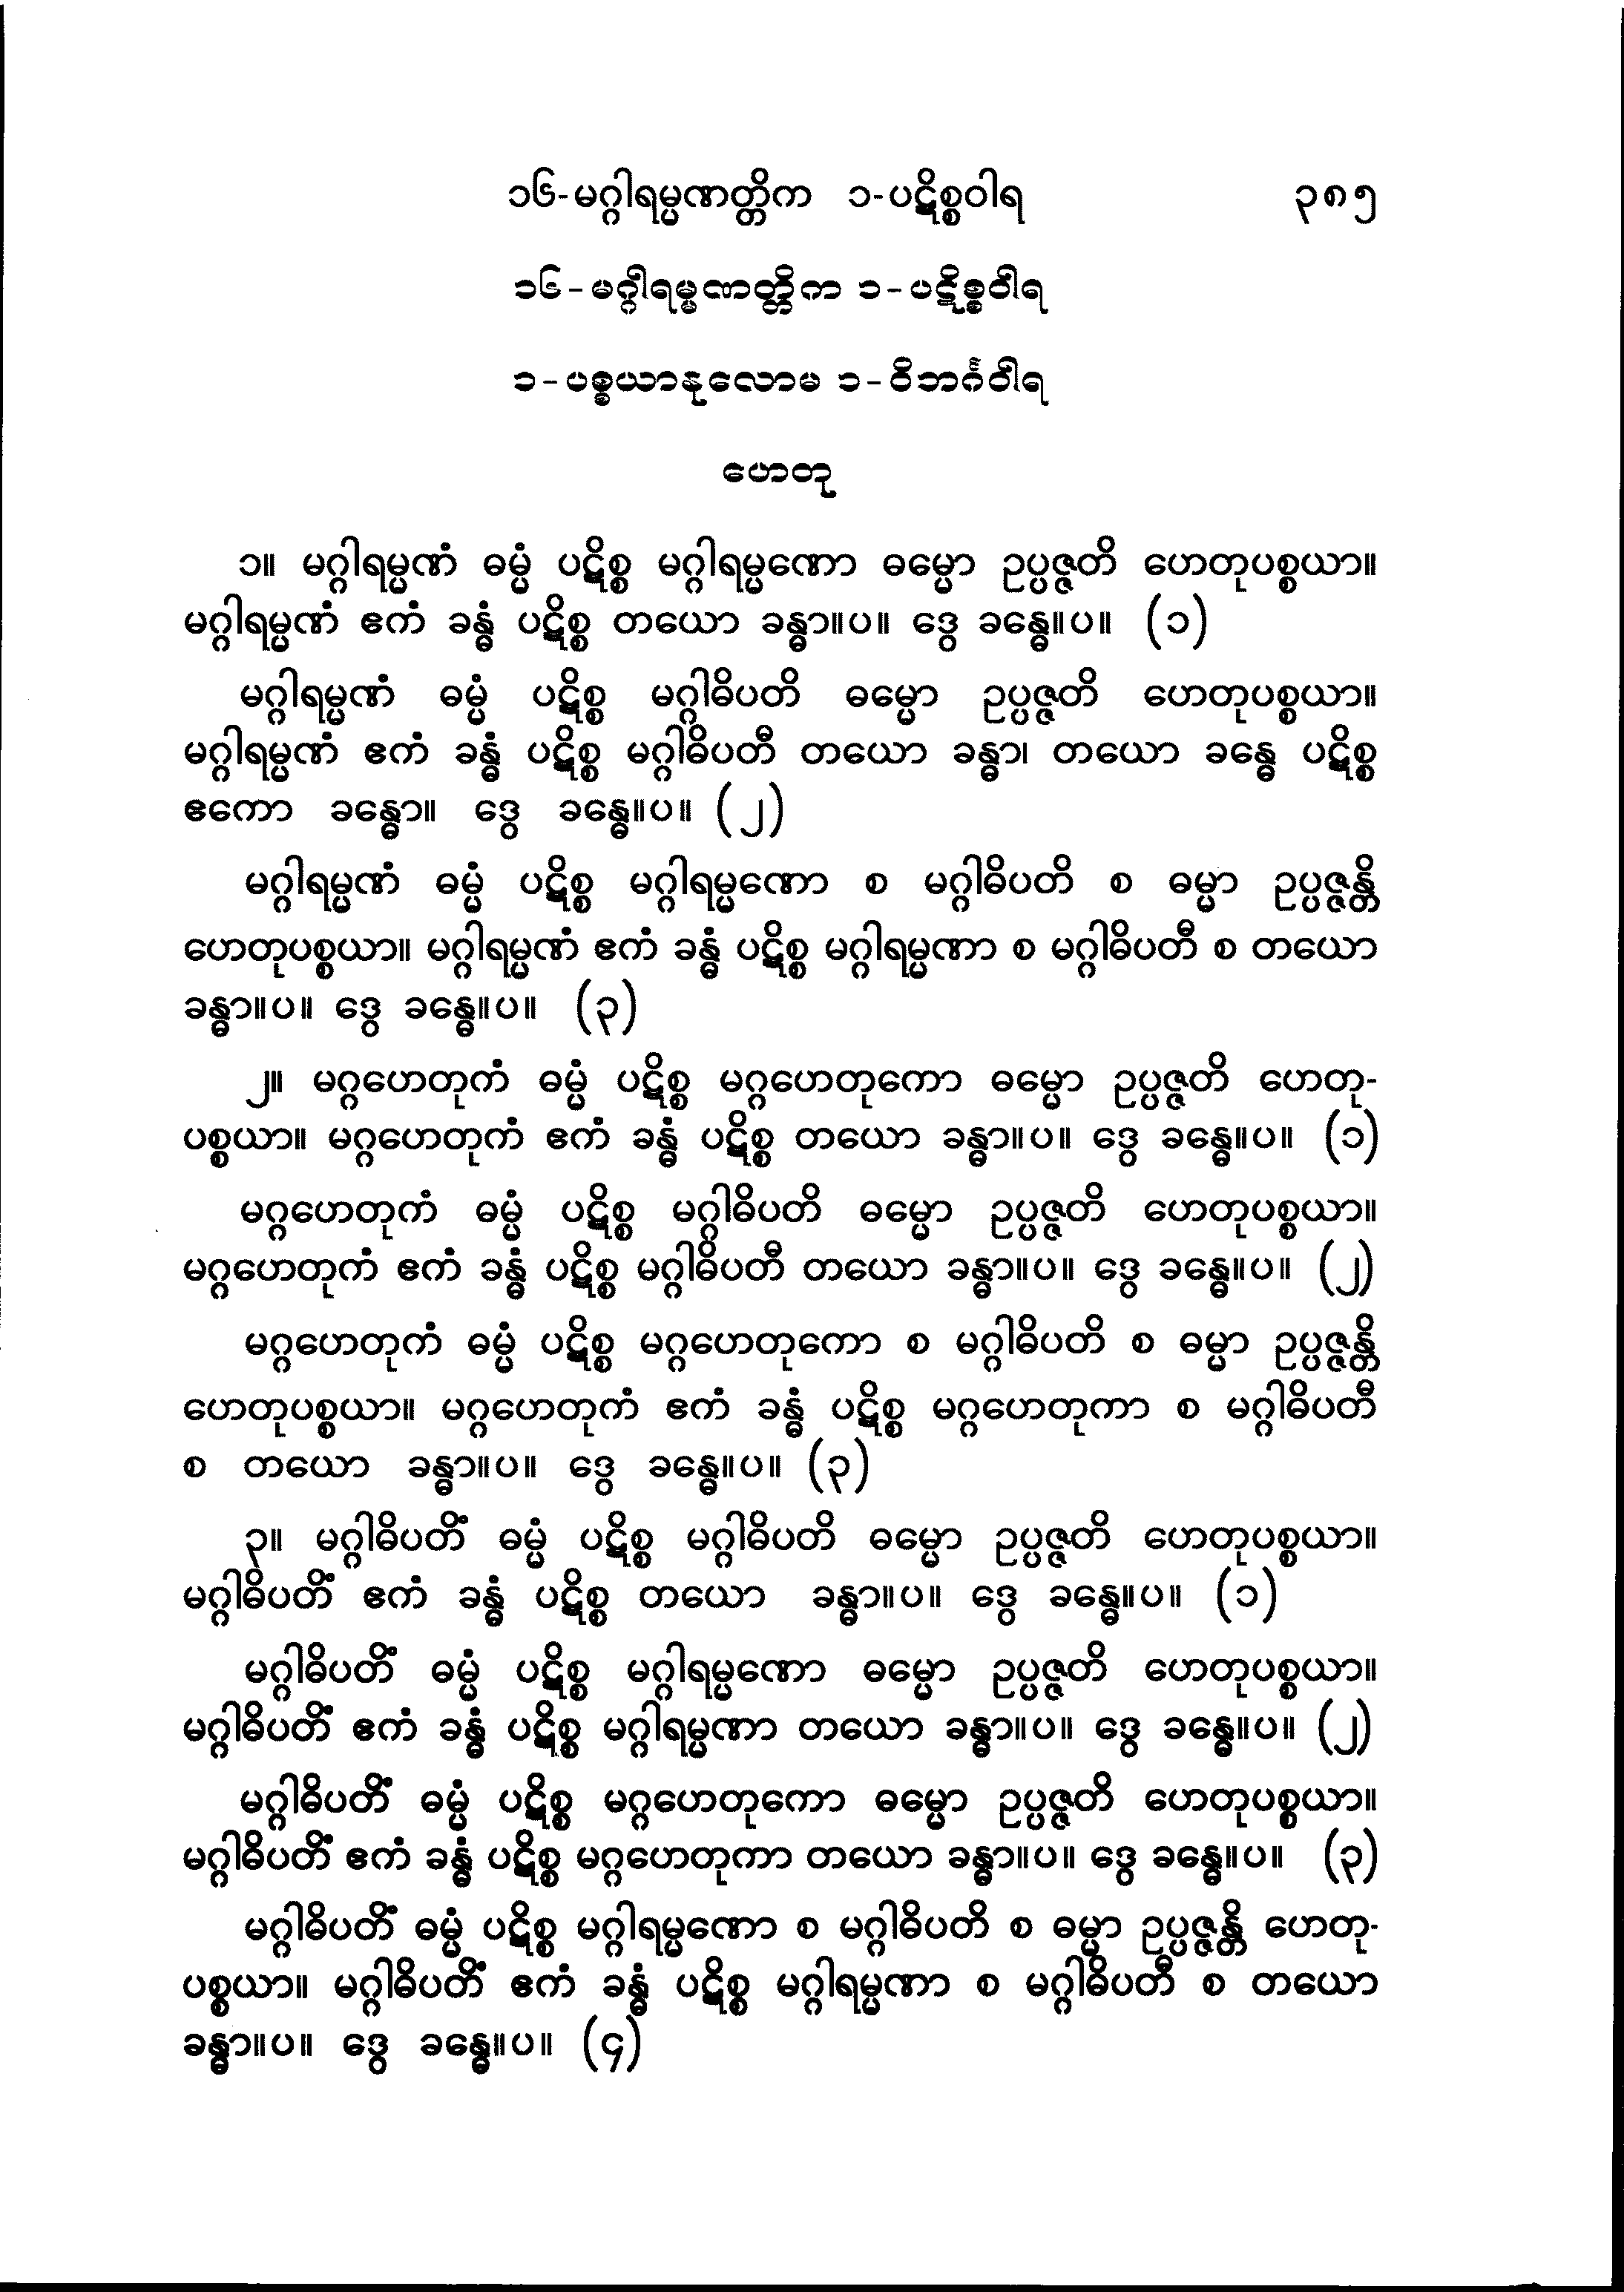 ၁၆-မဂ္ဂါရမ္မဏတ္တိက ၁-ပဋိစ္စဝါရ ၃၈၅
၁၆-မဂ္ဂါရမ္မဏတ္တိက ၁-ပဋိစ္စဝါရ
၁-ပစ္စယာနုလောမ ၁-ဝိဘင်္ဂဝါရ
ဟေတု
၁။ မဂ္ဂါရမ္မဏံ ဓမ္မံ ပဋိစ္စ မဂ္ဂါရမ္မဏော ဓမ္မော ဥပ္ပဇ္ဇတိ ဟေတုပစ္စယာ။
မဂ္ဂါရမ္မဏံ ဧကံ ခန္ဓံ ပဋိစ္စ တယော ခန္ဓာ။ပ။ ဒွေ ခန္ဓေ။ပ။ (၁)
မဂ္ဂါရမ္မဏံ ဓမ္မံ ပဋိစ္စ မဂ္ဂါဓိပတိ ဓမ္မော ဥပ္ပဇ္ဇတိ ဟေတုပစ္စယာ။
မဂ္ဂါရမ္မဏံ ဧကံ ခန္ဓံ ပဋိစ္စ မဂ္ဂါဓိပတီ တယော ခန္ဓာ၊ တယော ခန္ဓေ ပဋိစ္စ
ဧကော ခန္ဓော။ ဒွေ ခန္ဓေ။ပ။ (၂)
မဂ္ဂါရမ္မဏံ ဓမ္မံ ပဋိစ္စ မဂ္ဂါရမ္မဏော စ မဂ္ဂါဓိပတိ စ ဓမ္မာ ဥပ္ပဇ္ဇန္တိ
ဟေတုပစ္စယာ။ မဂ္ဂါရမ္မဏံ ဧကံ ခန္ဓံ ပဋိစ္စ မဂ္ဂါရမ္မဏာ စ မဂ္ဂါဓိပတီ စ တယော
ခန္ဓာ။ပ။ ဒွေ ခန္ဓေ။ပ။ (၃)
၂။ မဂ္ဂဟေတုကံ ဓမ္မံ ပဋိစ္စ မဂ္ဂဟေတုကော ဓမ္မော ဥပ္ပဇ္ဇတိ ဟေတု-
ပစ္စယာ။ မဂ္ဂဟေတုကံ ဧကံ ခန္ဓံ ပဋိစ္စ တယော ခန္ဓာ။ပ။ ဒွေ ခန္ဓေ။ပ။ (၁)
မဂ္ဂဟေတုကံ ဓမ္မံ ပဋိစ္စ မဂ္ဂါဓိပတိ ဓမ္မော ဥပ္ပဇ္ဇတိ ဟေတုပစ္စယာ။
မဂ္ဂဟေတုကံ ဧကံ ခန္ဓံ ပဋိစ္စ မဂ္ဂါဓိပတီ တယော ခန္ဓာ။ပ။ ဒွေ ခန္ဓေ။ပ။ (၂)
မဂ္ဂဟေတုကံ ဓမ္မံ ပဋိစ္စ မဂ္ဂဟေတုကော စ မဂ္ဂါဓိပတိ စ ဓမ္မာ ဥပ္ပဇ္ဇန္တိ
ဟေတုပစ္စယာ။ မဂ္ဂဟေတုကံ ဧကံ ခန္ဓံ ပဋိစ္စ မဂ္ဂဟေတုကာ စ မဂ္ဂါဓိပတီ
စ တယော ခန္ဓာ။ပ။ ဒွေ ခန္ဓေ။ပ။ (၃)
၃။ မဂ္ဂါဓိပတိံ ဓမ္မံ ပဋိစ္စ မဂ္ဂါဓိပတိ ဓမ္မော ဥပ္ပဇ္ဇတိ ဟေတုပစ္စယာ။
မဂ္ဂါဓိပတိံ ဧကံ ခန္ဓံ ပဋိစ္စ တယော ခန္ဓာ။ပ။ ဒွေ ခန္ဓေ။ပ။ (၁)
မဂ္ဂါဓိပတိံ ဓမ္မံ ပဋိစ္စ မဂ္ဂါရမ္မဏော ဓမ္မော ဥပ္ပဇ္ဇတိ ဟေတုပစ္စယာ။
မဂ္ဂါဓိပတိံ ဧကံ ခန္ဓံ ပဋိစ္စ မဂ္ဂါရမ္မဏာ တယော ခန္ဓာ။ပ။ ဒွေ ခန္ဓေ။ပ။ (၂)
မဂ္ဂါဓိပတိံ ဓမ္မံ ပဋိစ္စ မဂ္ဂဟေတုကော ဓမ္မော ဥပ္ပဇ္ဇတိ ဟေတုပစ္စယာ။
မဂ္ဂါဓိပတိံ ဧကံ ခန္ဓံ ပဋိစ္စ မဂ္ဂဟေတုကာ တယော ခန္ဓာ။ပ။ ဒွေ ခန္ဓေ။ပ။ (၃)
မဂ္ဂါဓိပတိံ ဓမ္မံ ပဋိစ္စ မဂ္ဂါရမ္မဏော စ မဂ္ဂါဓိပတိ စ ဓမ္မာ ဥပ္ပဇ္ဇန္တိ ဟေတု-
ပစ္စယာ။ မဂ္ဂါဓိပတိံ ဧကံ ခန္ဓံ ပဋိစ္စ မဂ္ဂါရမ္မဏာ စ မဂ္ဂါဓိပတီ စ တယော
ခန္ဓာ။ပ။ ဒွေ ခန္ဓေ။ပ။ (၄)